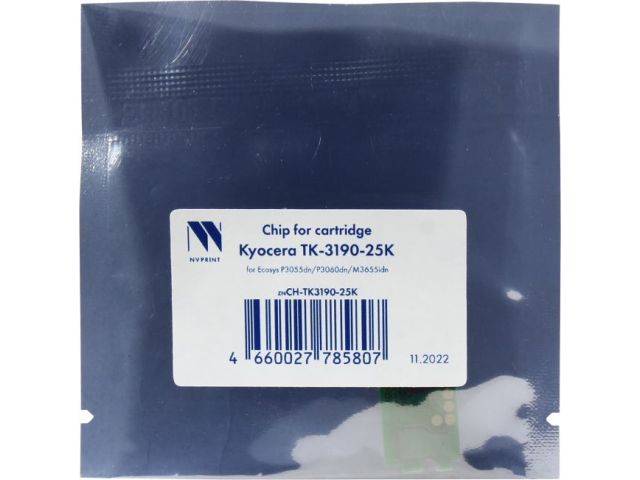 NVPRINT
Chip for cartridge
Kyocera TK-3190-25K
for Ecosys P3055dn/P3060dn/M3655idn
ZNCH-TK3190-25K
4 660027 785807
11.2022